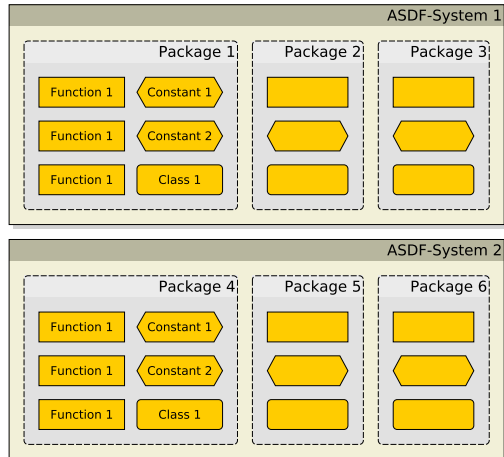 ASDF-System 1
Package 1 Package 2 Package 3
Function 1 Constant 1
Function 1 Constant 2
Function 1 Class 1
ASDF-System 2
Package 4 Package 5 Package 6
Function 1 Constant 1
Function 1 Constant 2
Function 1 Class 1